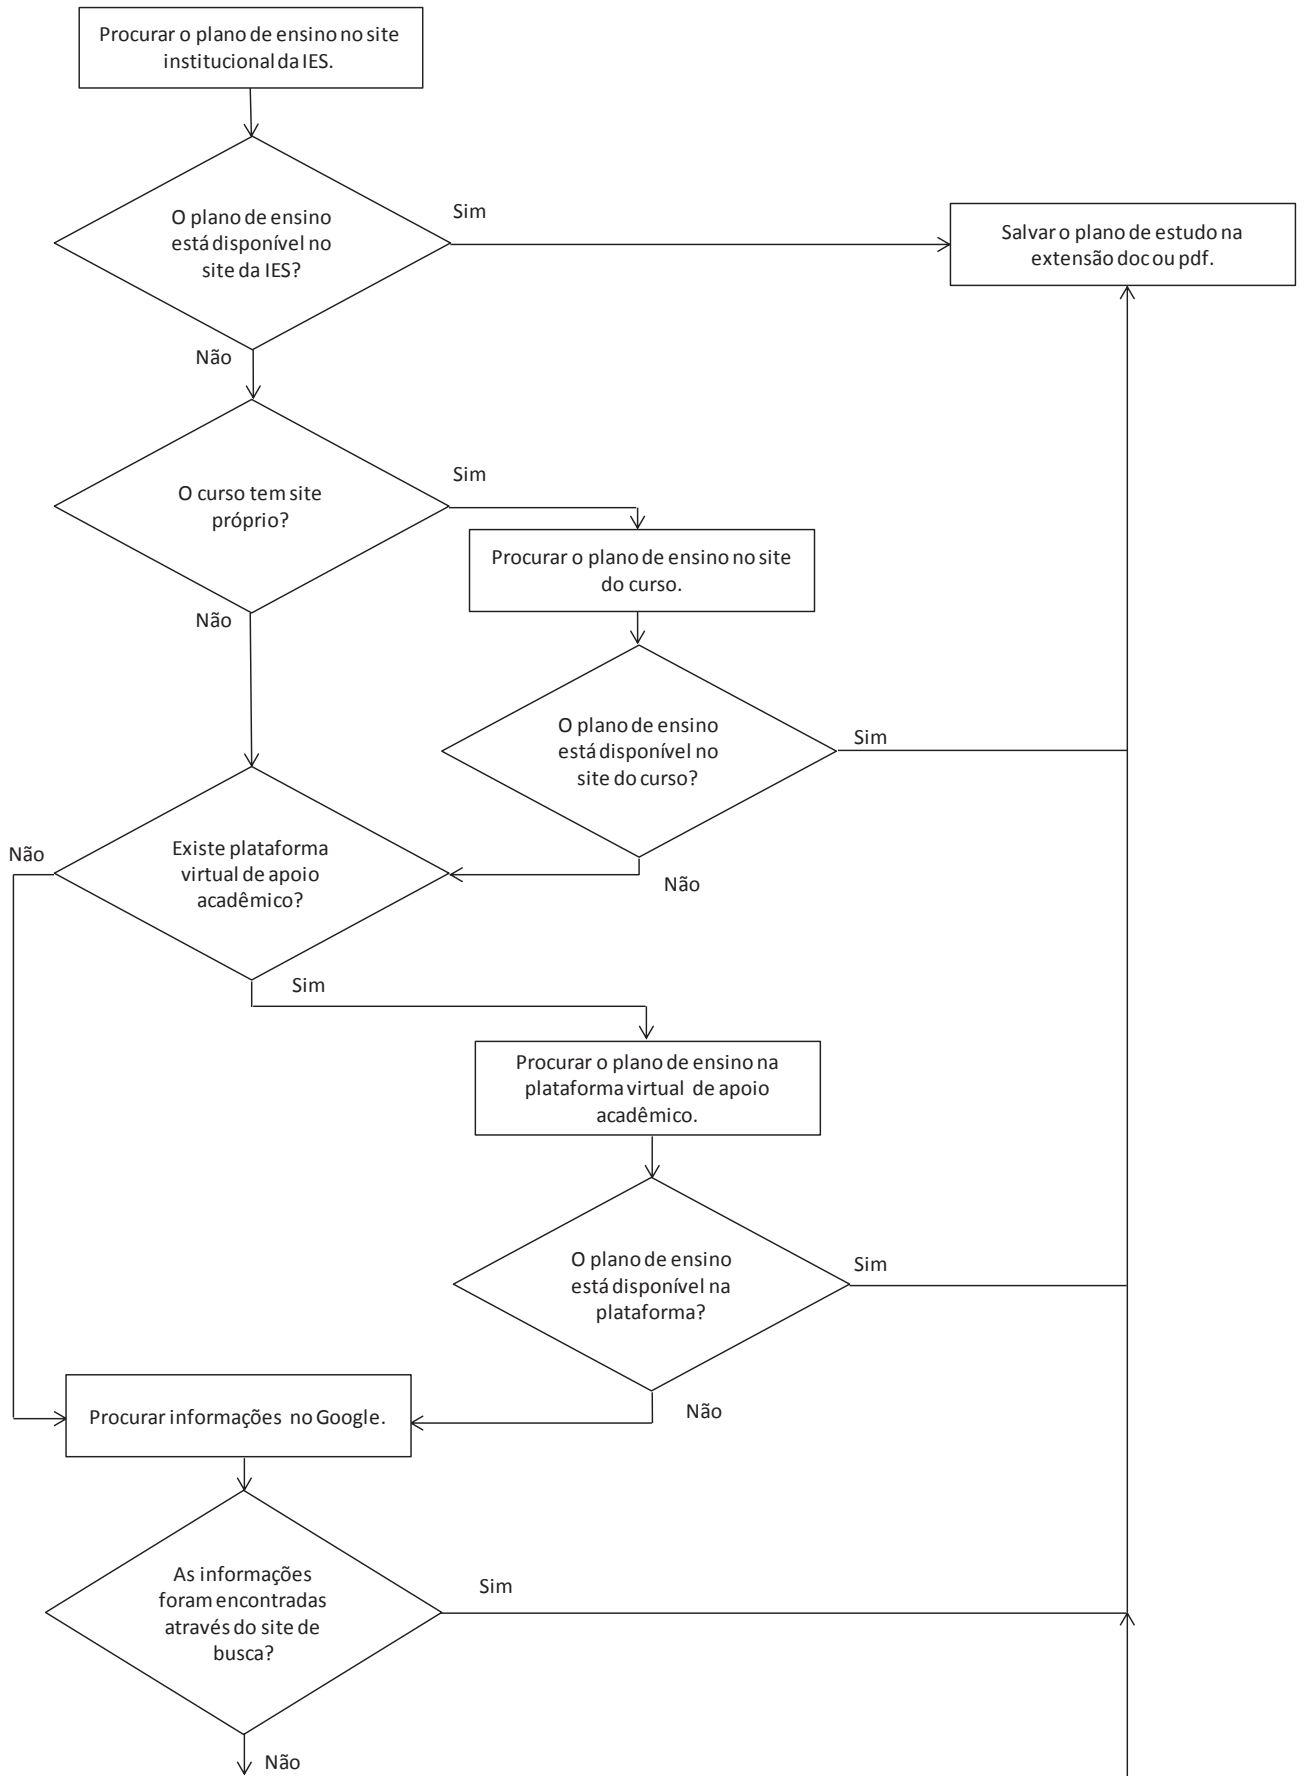 Procurar o plano de ensino no site
institucional da IES.
O plano de ensino
está disponível no
site da IES?
Sim
Salvar o plano de estudo na
extensão doc ou pdf.
Não
O curso tem site
próprio?
Sim
Procurar o plano de ensino no site
do curso.
Não
O plano de ensino
está disponível no
site do curso?
Sim
Não
Existe plataforma
virtual de apoio
acadêmico?
Não
Sim
Procurar o plano de ensino na
plataforma virtual de apoio
acadêmico.
O plano de ensino
está disponível na
plataforma?
Sim
Não
Procurar informações no Google.
As informações
foram encontradas
através do site de
busca?
Sim
Não